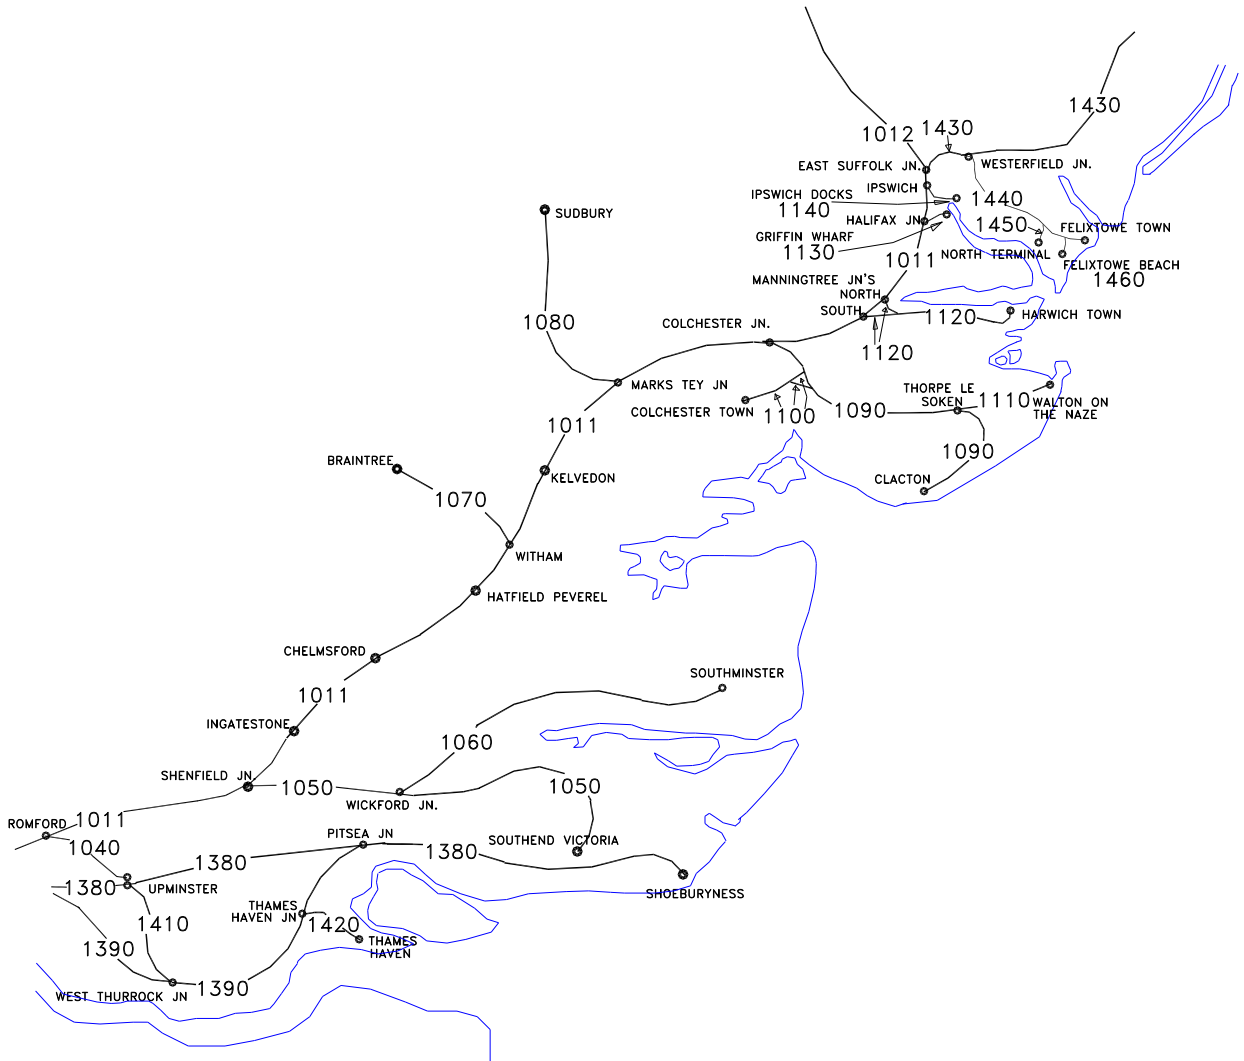 1430
1012
1430
EAST SUFFOLK JN.
WESTERFIELD JN.
IPSWICH
IPSWICH DOCKS
1140
1440
SUDBURY
HALIFAX JN
1450
FELIXTOWE TOWN
GRIFFIN WHARF
1130
1011
NORTH TERMINAL
FELIXTOWE BEACH
1460
MANNINGTREE JN'S
NORTH
SOUTH
1120
HARWICH TOWN
1080
COLCHESTER JN.
1120
MARKS TEY JN
THORPE LE
SOKEN
1110
WALTON ON
THE NAZE
COLCHESTER TOWN
1100
1090
1011
1090
BRAINTREE
KELVEDON
CLACTON
1070
WITHAM
HATFIELD PEVEREL
CHELMSFORD
SOUTHMINSTER
1011
INGATESTONE
1060
SHENFIELD JN.
1050
1050
WICKFORD JN.
ROMFORD
1011
PITSEA JN
SOUTHEND VICTORIA
1040
1380
1380
1380
UPMINSTER
SHOEBURYNESS
THAMES
HAVEN JN
1410
1420
1390
THAMES
HAVEN
1390
WEST THURROCK JN